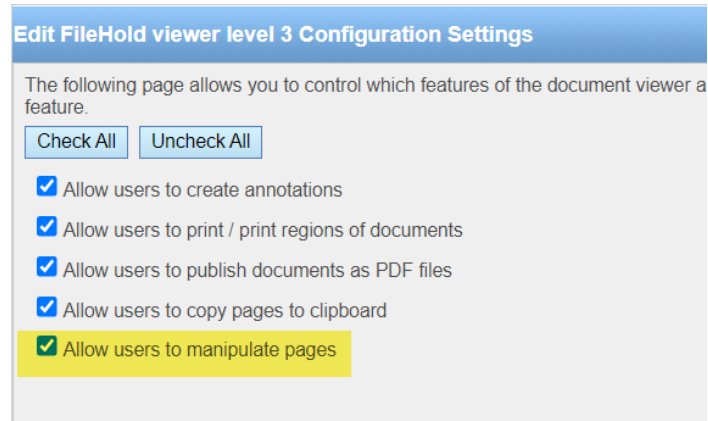 Edit FileHold viewer level 3 Configuration Settings
The following page allows you to control which features of the document viewer a
feature.
Check All Uncheck All
Allow users to create annotations
Allow users to print / print regions of documents
Allow users to publish documents as PDF files
Allow users to copy pages to clipboard
Allow users to manipulate pages